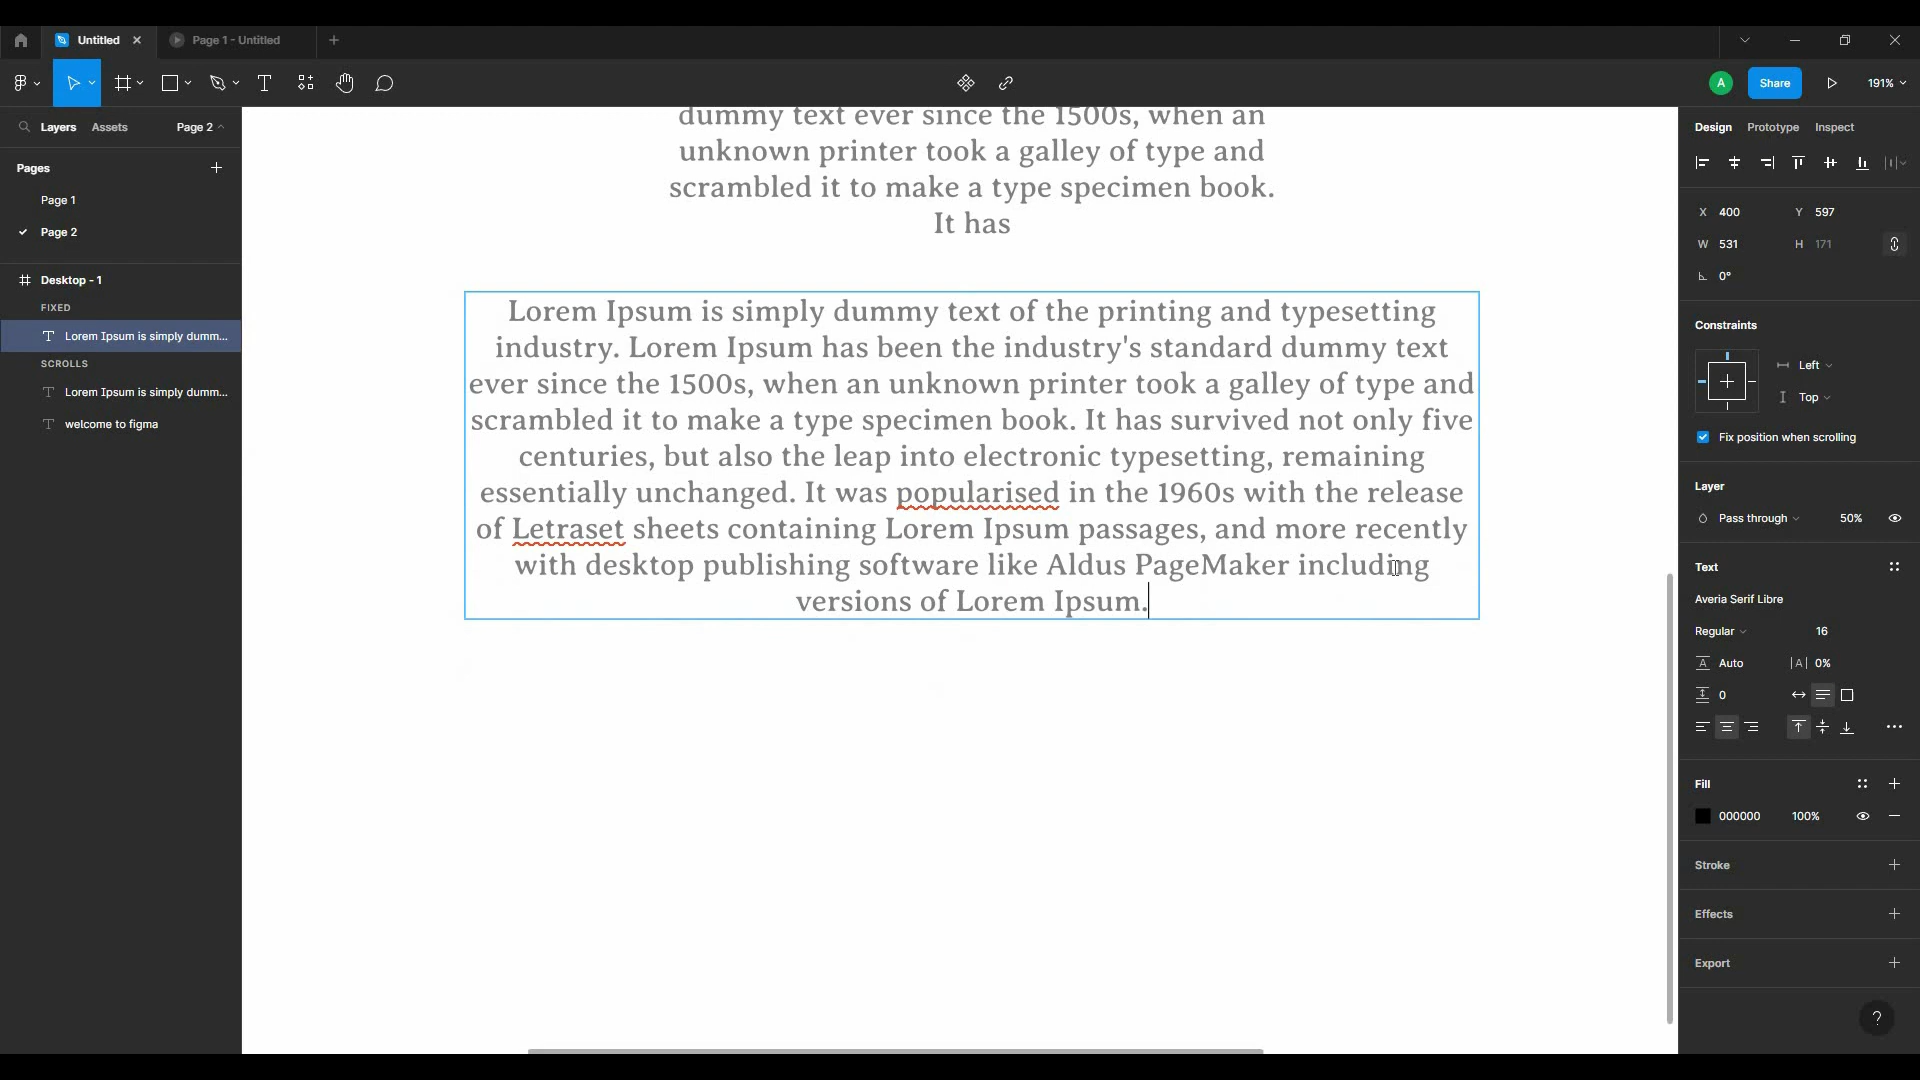 Untitled
Page 1 - Untitled
A
Share
191%
Layers
Assets
Page 2
Pages
Page 1
Page 2
Desktop - 1
FIXED
Lorem Ipsum is simply dumm...
SCROLLS
Lorem Ipsum is simply dumm...
welcome to figma
dummy text ever since the 1500s, when an
unknown printer took a galley of type and
scrambled it to make a type specimen book.
It has
Lorem Ipsum is simply dummy text of the printing and typesetting
industry. Lorem Ipsum has been the industry's standard dummy text
ever since the 1500s, when an unknown printer took a galley of type and
scrambled it to make a type specimen book. It has survived not only five
centuries, but also the leap into electronic typesetting, remaining
essentially unchanged. It was popularised in the 1960s with the release
of Letraset sheets containing Lorem Ipsum passages, and more recently
with desktop publishing software like Aldus PageMaker including
versions of Lorem Ipsum.
Design
Prototype
Inspect
X 400
Y 597
W 531
H 171
0°
Constraints
Left
Top
Fix position when scrolling
Layer
Pass through
50%
Text
Averia Serif Libre
Regular
16
A Auto
|A| 0%
0
Fill
000000
100%
Stroke
Effects
Export
?